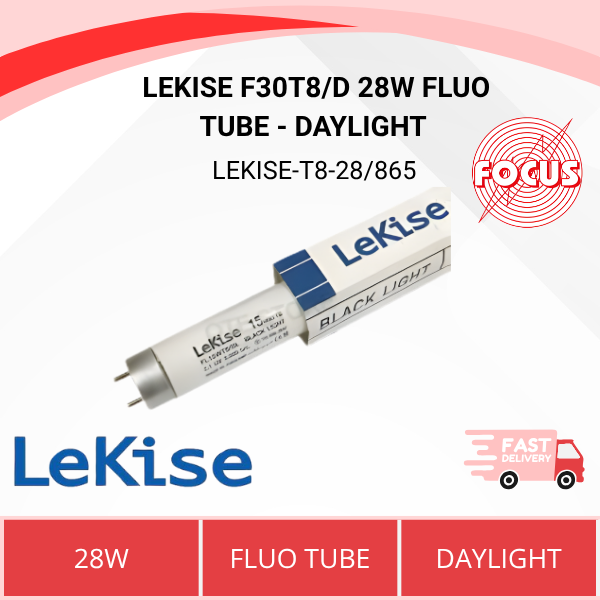 LEKISE F30T8/D 28W FLUO
TUBE - DAYLIGHT
LEKISE-T8-28/865
FOCUS
LeKise
BLACK LIGHT
LeKise 15 WATTS
BLACK LIGHT
LeKise
FAST
DELIVERY
28W
FLUO TUBE
DAYLIGHT